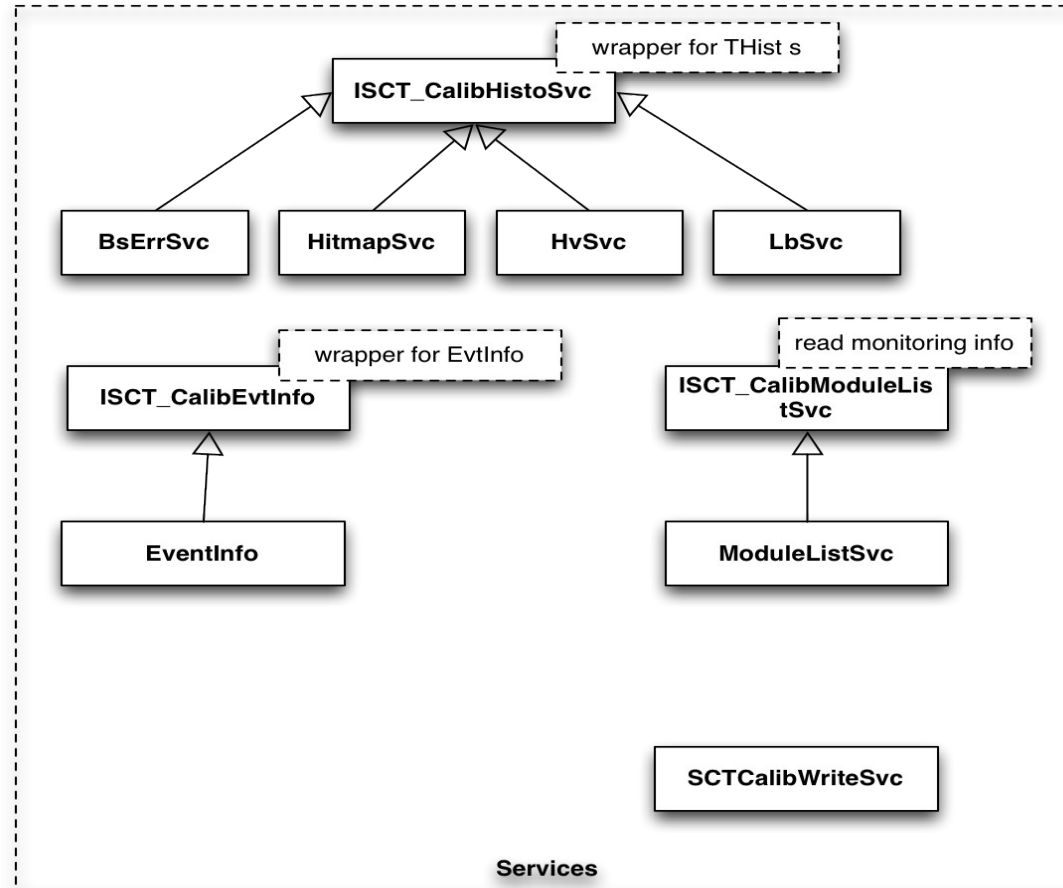 wrapper for THist s
ISCT_CalibHistoSvc
BsErrSvc
HitmapSvc
HvSvc
LbSvc
wrapper for EvtInfo
ISCT_CalibEvtInfo
read monitoring info
ISCT_CalibModuleLis
tSvc
EventInfo
ModuleListSvc
SCTCalibWriteSvc
Services